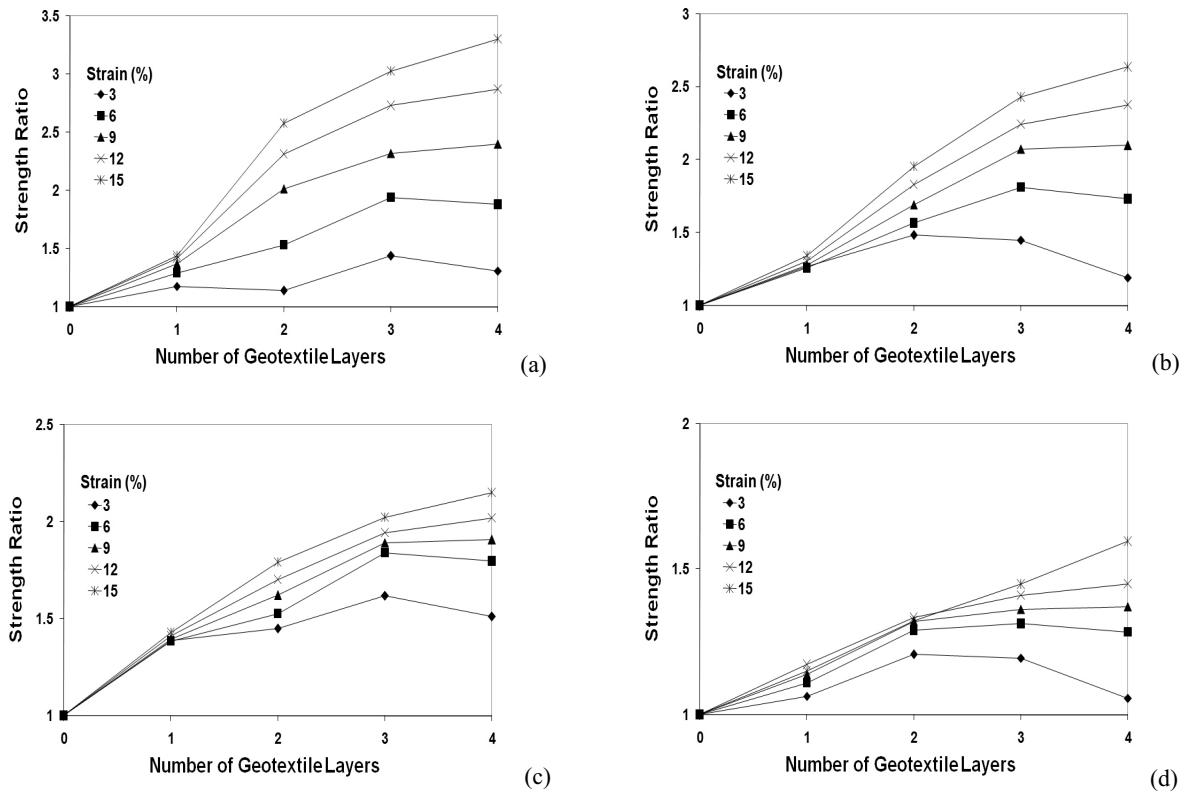 3.5
3
2.5
2
1.5
1
Strength Ratio
Strain (%)
3
6
9
12
15
0 1 2 3 4
Number of Geotextile Layers
(a)
3
2.5
2
1.5
1
Strength Ratio
Strain (%)
3
6
9
12
15
0 1 2 3 4
Number of Geotextile Layers
(b)
2.5
2
1.5
1
Strength Ratio
Strain (%)
3
6
9
12
15
0 1 2 3 4
Number of Geotextile Layers
(c)
2
1.5
1
Strength Ratio
Strain (%)
3
6
9
12
15
0 1 2 3 4
Number of Geotextile Layers
(d)